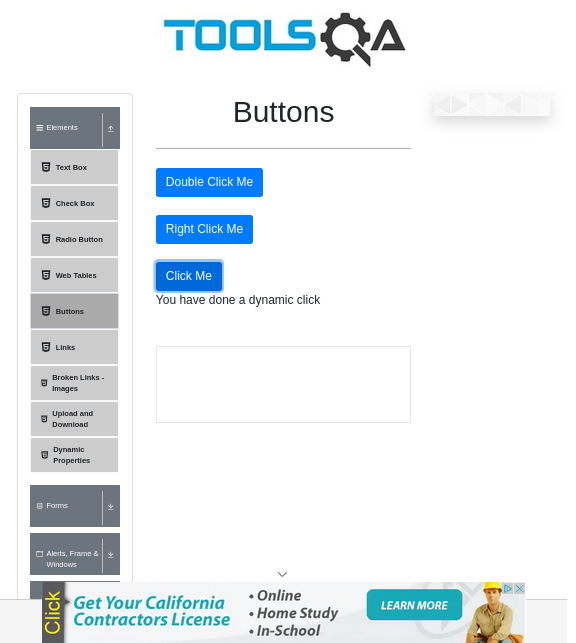 TOOLSQA
Buttons
Elements
Text Box
Check Box
Radio Button
Web Tables
Buttons
Links
Broken Links -
Images
Upload and
Download
Dynamic
Properties
Forms
Alerts, Frame &
Windows
Double Click Me
Right Click Me
Click Me
You have done a dynamic click
Click
Get Your California
Contractors License
• Online
• Home Study
• In-School
LEARN MORE